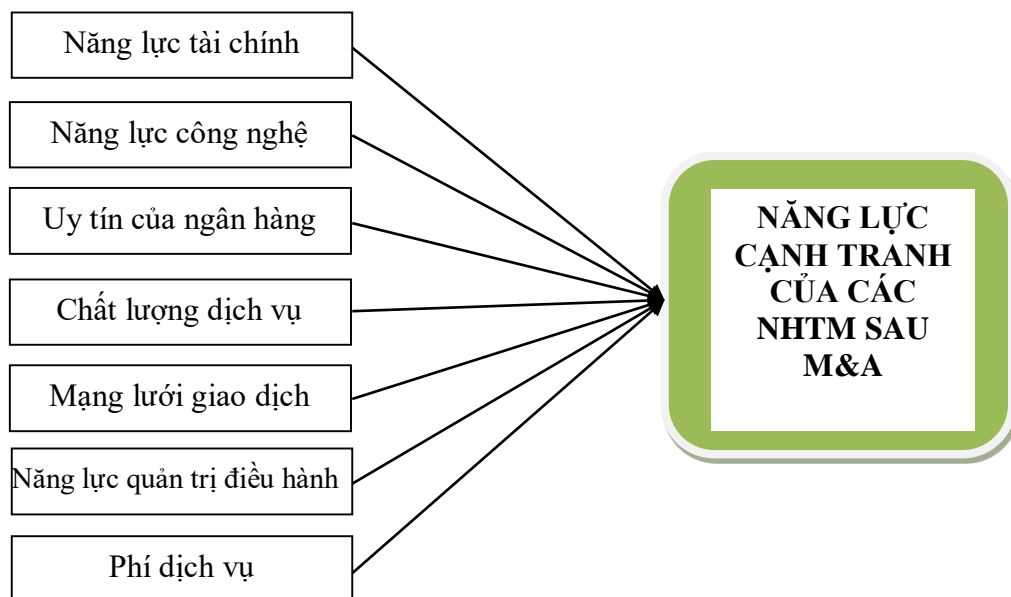 Năng lực tài chính
Năng lực công nghệ
Uy tín của ngân hàng
Chất lượng dịch vụ
Mạng lưới giao dịch
Năng lực quản trị điều hành
Phí dịch vụ
NĂNG LỰC
CẠNH TRANH
CỦA CÁC
NHTM SAU
M&A